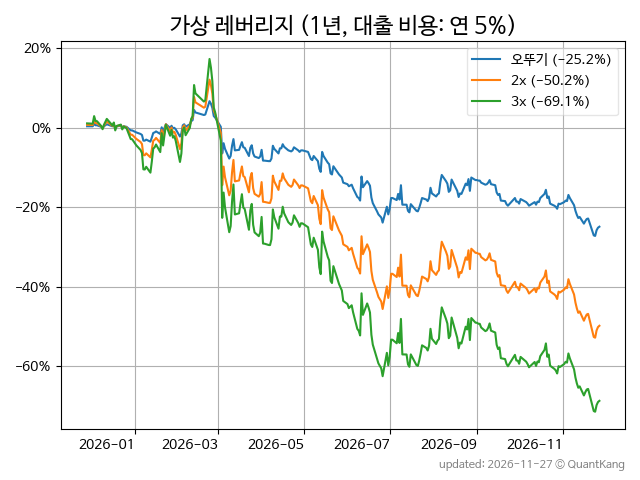 가상 레버리지 (1년, 대출 비용: 연 5%)
오뚜기 (−25.2%)
2x (−50.2%)
3x (−69.1%)
20%
0%
−20%
−40%
−60%
2026-01 2026-03 2026-05 2026-07 2026-09 2026-11
updated: 2026-11-27 © QuantKang